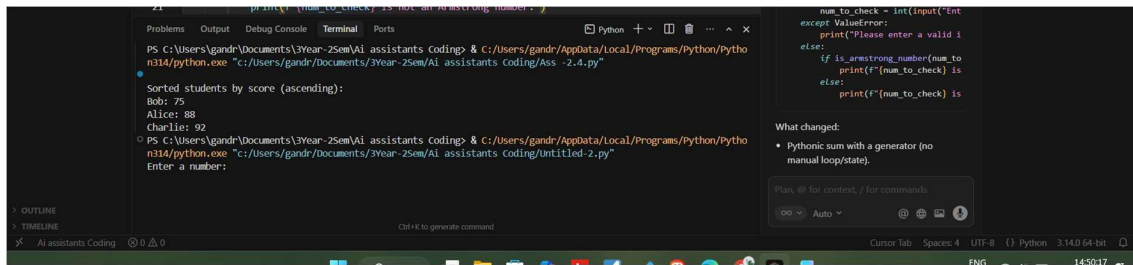 21 print(f"{num_to_check} is not an Armstrong number.")
Problems Output Debug Console Terminal Ports Python
PS C:\Users\gandr\Documents\3Year-2Sem\Ai assistants Coding> & C:/Users/gandr/AppData/Local/Programs/Python/Pytho
n314/python.exe "c:/Users/gandr/Documents/3Year-2Sem/Ai assistants Coding/Ass -2.4.py"
Sorted students by score (ascending):
Bob: 75
Alice: 88
Charlie: 92
PS C:\Users\gandr\Documents\3Year-2Sem\Ai assistants Coding> & C:/Users/gandr/AppData/Local/Programs/Python/Pytho
n314/python.exe "c:/Users/gandr/Documents/3Year-2Sem/Ai assistants Coding/Untitled-2.py"
Enter a number:
Ctrl+K to generate command
num_to_check = int(input("Ent
except ValueError:
print("Please enter a valid i
else:
if is_armstrong_number(num_to
print(f"{num_to_check} is
else:
print(f"{num_to_check} is
What changed:
• Pythonic sum with a generator (no
manual loop/state).
Plan, @ for context, / for commands
Auto
> OUTLINE
> TIMELINE
Ai assistants Coding 0 0 Cursor Tab Spaces: 4 UTF-8 {} Python 3.14.0 64-bit
ENG 14:50:17